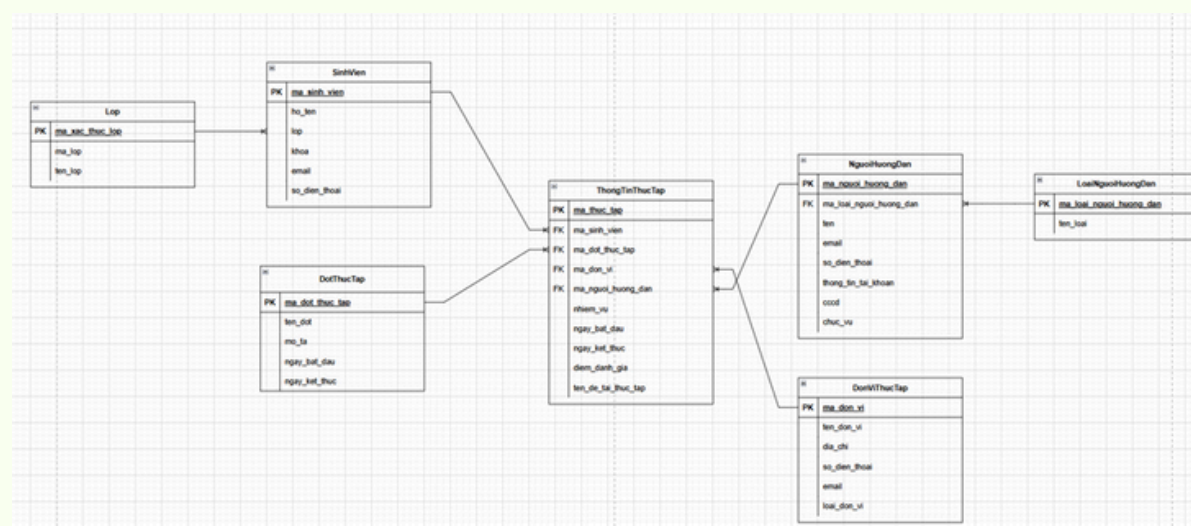 Lop
PK ma_xac_thuc_lop
ma_lop
ten_lop
SinhVien
PK ma_sinh_vien
ho_ten
lop
khoa
email
so_dien_thoai
DotThucTap
PK ma_dot_thuc_tap
ten_dot
mo_ta
ngay_bat_dau
ngay_ket_thuc
ThongTinThucTap
PK ma_thuc_tap
FK ma_sinh_vien
FK ma_dot_thuc_tap
FK ma_don_vi
FK ma_nguoi_huong_dan
nhiem_vu
ngay_bat_dau
ngay_ket_thuc
diem_danh_gia
ten_de_tai_thuc_tap
NguoiHuongDan
PK ma_nguoi_huong_dan
FK ma_loai_nguoi_huong_dan
ten
email
so_dien_thoai
thong_tin_tai_khoan
cccd
chuc_vu
DonViThucTap
PK ma_don_vi
ten_don_vi
dia_chi
so_dien_thoai
email
loai_don_vi
LoaiNguoiHuongDan
PK ma_loai_nguoi_huong_dan
ten_loai